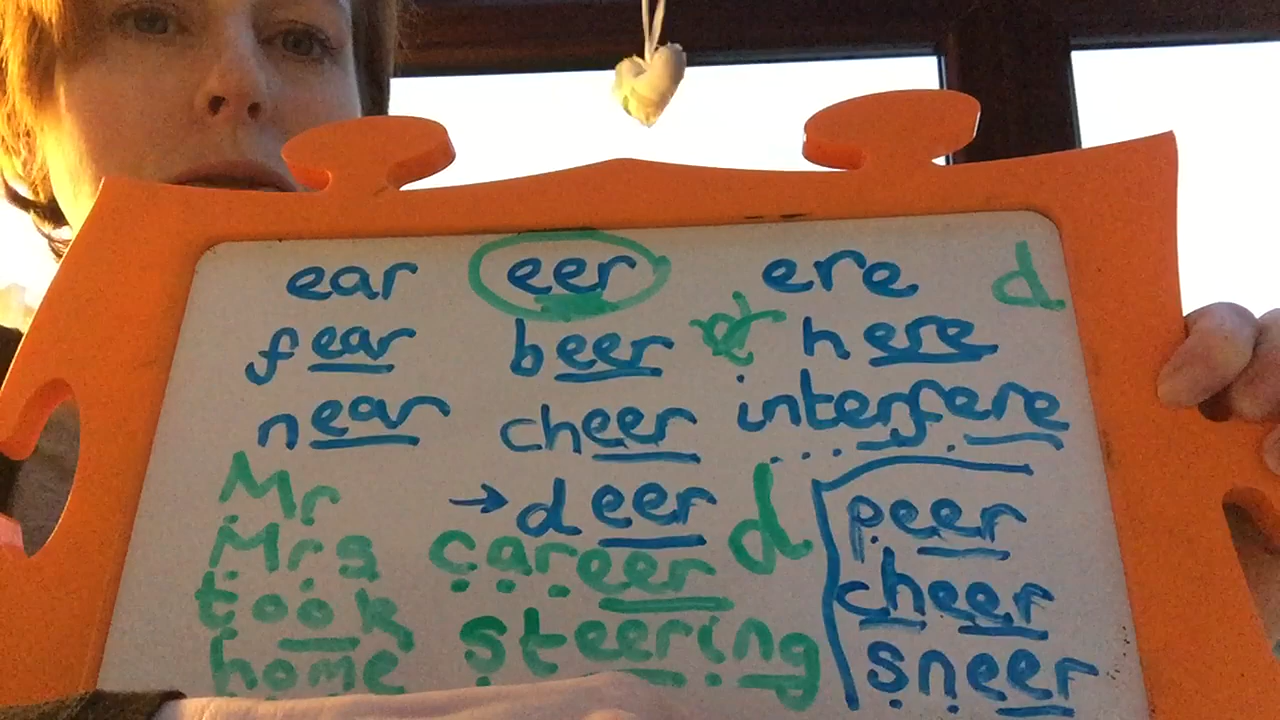 ear eer ere d
fear beer here
near cheer interfere
Mr → deer d peer
Mrs career cheer
took steering sneer
home